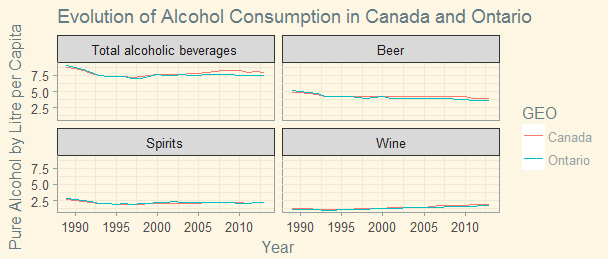 Evolution of Alcohol Consumption in Canada and Ontario
Pure Alcohol by Litre per Capita
Total alcoholic beverages
Beer
7.5
5.0
2.5
Spirits
Wine
7.5
5.0
2.5
1990 1995 2000 2005 2010
1990 1995 2000 2005 2010
Year
GEO
Canada
Ontario